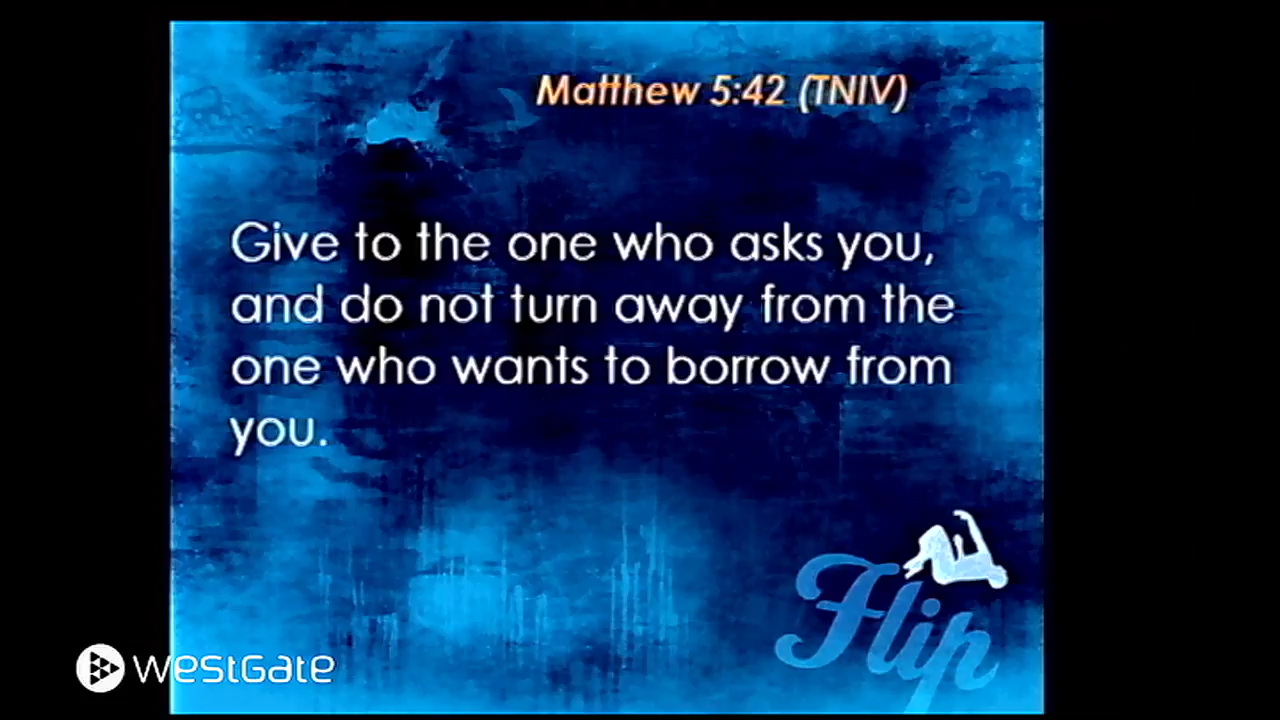 Matthew 5:42 (TNIV)
Give to the one who asks you,
and do not turn away from the
one who wants to borrow from
you.
Flip
WESTGATE